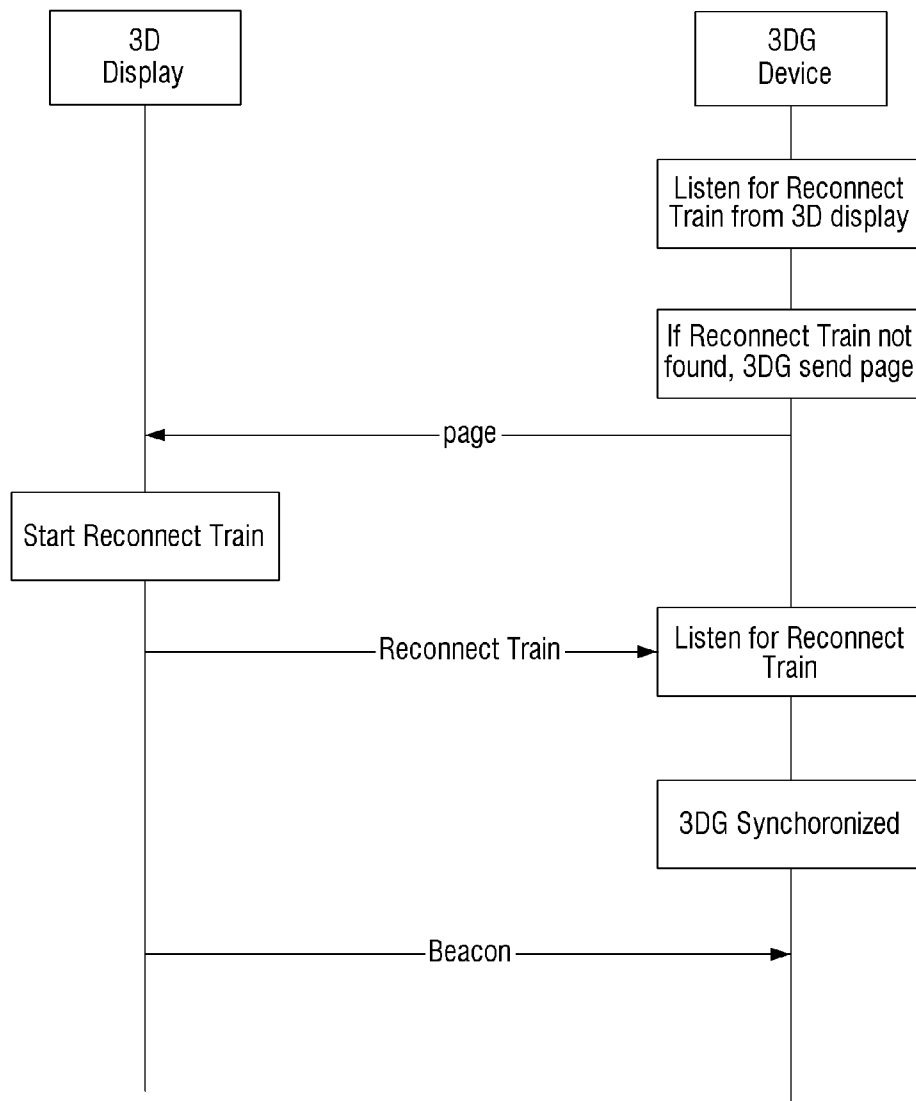 3D
Display
3DG
Device
Listen for Reconnect
Train from 3D display
If Reconnect Train not
found, 3DG send page
page
Start Reconnect Train
Reconnect Train
Listen for Reconnect
Train
3DG Synchoronized
Beacon